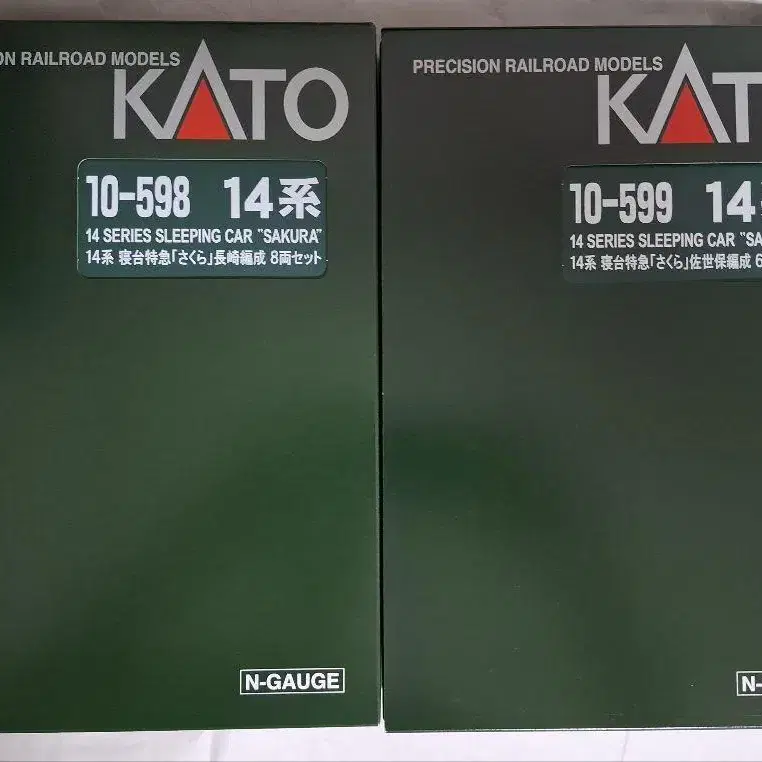 ON RAILROAD MODELS
KATO
10-598 14系
14 SERIES SLEEPING CAR "SAKURA"
14系 寝台特急「さくら」長崎編成 8両セット
N-GAUGE
PRECISION RAILROAD MODELS
KAT
10-599 14
14 SERIES SLEEPING CAR "SA
14系 寝台特急「さくら」佐世保編成 6
N-